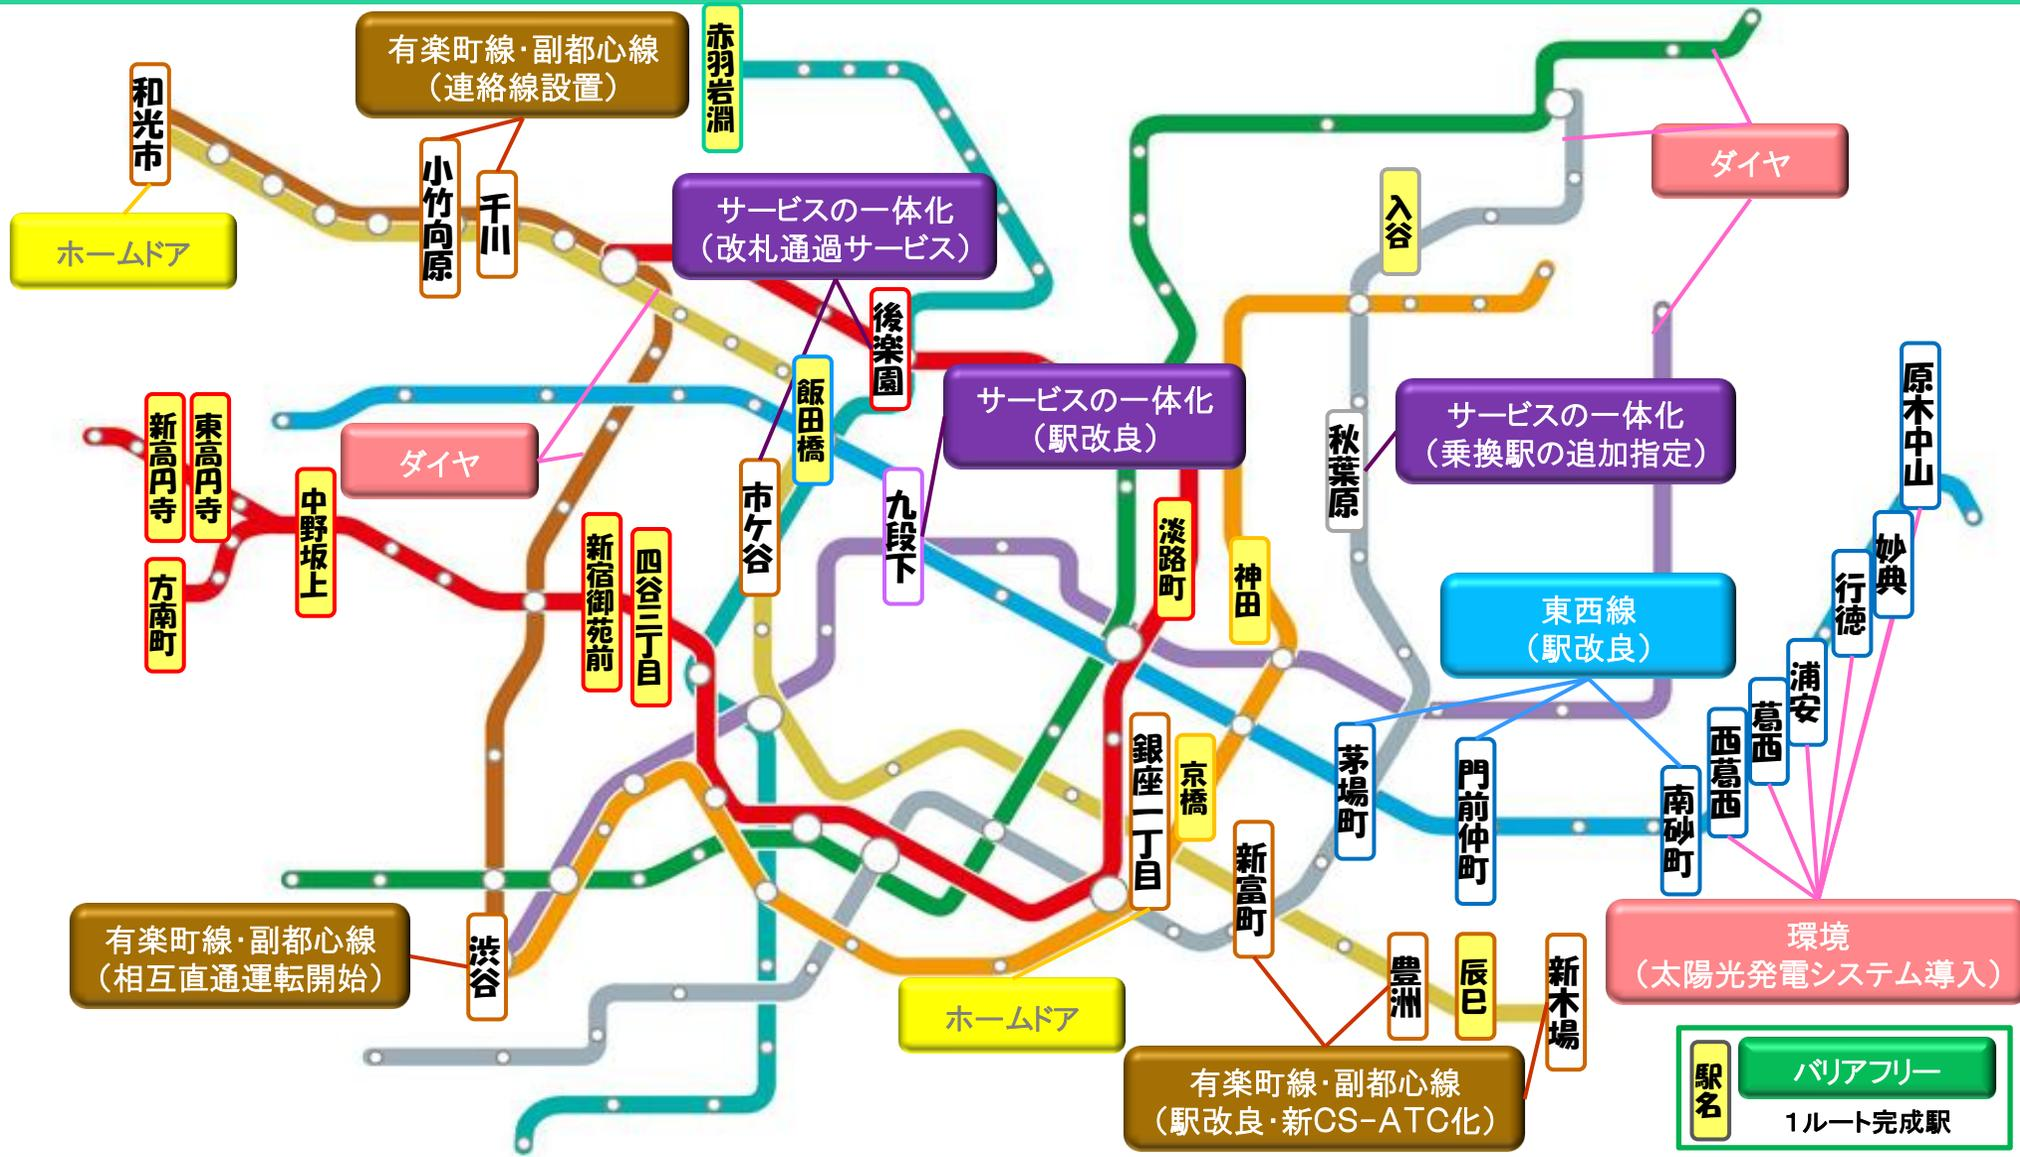 有楽町線・副都心線
（連絡線設置）
赤羽岩淵
和光市
小竹向原
千川
ホームドア
サービスの一体化
（改札通過サービス）
ダイヤ
入谷
後楽園
飯田橋
サービスの一体化
（駅改良）
サービスの一体化
（乗換駅の追加指定）
秋葉原
原木中山
新高円寺
東高円寺
ダイヤ
中野坂上
方南町
新宿御苑前
四谷三丁目
市ケ谷
九段下
淡路町
神田
東西線
（駅改良）
妙典
行徳
浦安
葛西
西葛西
銀座一丁目
京橋
茅場町
門前仲町
南砂町
新富町
有楽町線・副都心線
（相互直通運転開始）
渋谷
ホームドア
豊洲
辰巳
新木場
環境
（太陽光発電システム導入）
有楽町線・副都心線
（駅改良・新CS-ATC化）
駅名
バリアフリー
1ルート完成駅